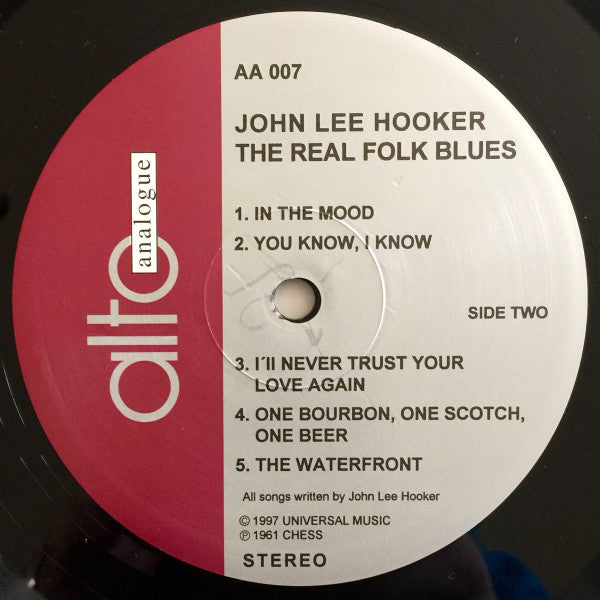 AA 007
JOHN LEE HOOKER
THE REAL FOLK BLUES
alto
analogue
1. IN THE MOOD
2. YOU KNOW, I KNOW
SIDE TWO
3. I´ll NEVER TRUST YOUR
LOVE AGAIN
4. ONE BOURBON, ONE SCOTCH,
ONE BEER
5. THE WATERFRONT
All songs written by John Lee Hooker
© 1997 UNIVERSAL MUSIC
℗ 1961 CHESS
STEREO